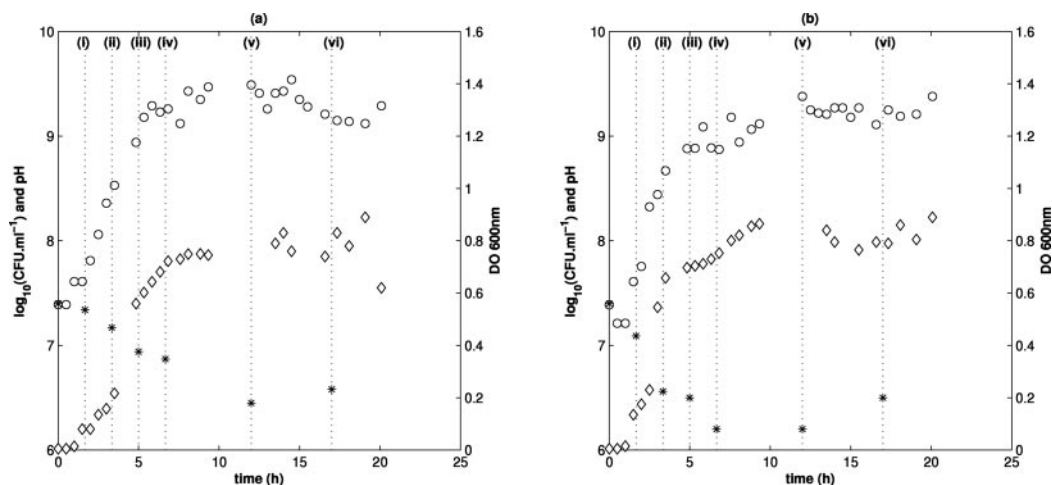 (a)
10
9
8
7
6
log10(CFU.ml-1) and pH
(i) (ii) (iii) (iv) (v) (vi)
1.6
1.4
1.2
1
0.8
0.6
0.4
0.2
0
DO 600nm
0 5 10 15 20 25
time (h)
(b)
10
9
8
7
6
log10(CFU.ml-1) and pH
(i) (ii) (iii) (iv) (v) (vi)
1.6
1.4
1.2
1
0.8
0.6
0.4
0.2
0
DO 600nm
0 5 10 15 20 25
time (h)